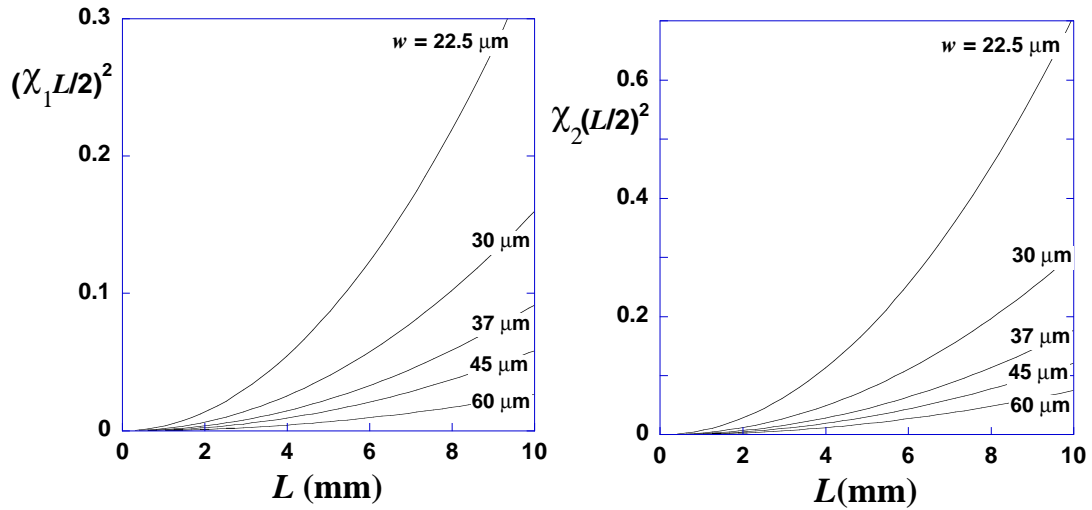 0.3
w = 22.5 µm
(χ₁L/2)²
0.2
30 µm
0.1
37 µm
45 µm
60 µm
0
0 2 4 6 8 10
L (mm)
w = 22.5 µm
0.6
χ₂(L/2)²
0.4
30 µm
0.2
37 µm
45 µm
60 µm
0
0 2 4 6 8 10
L(mm)